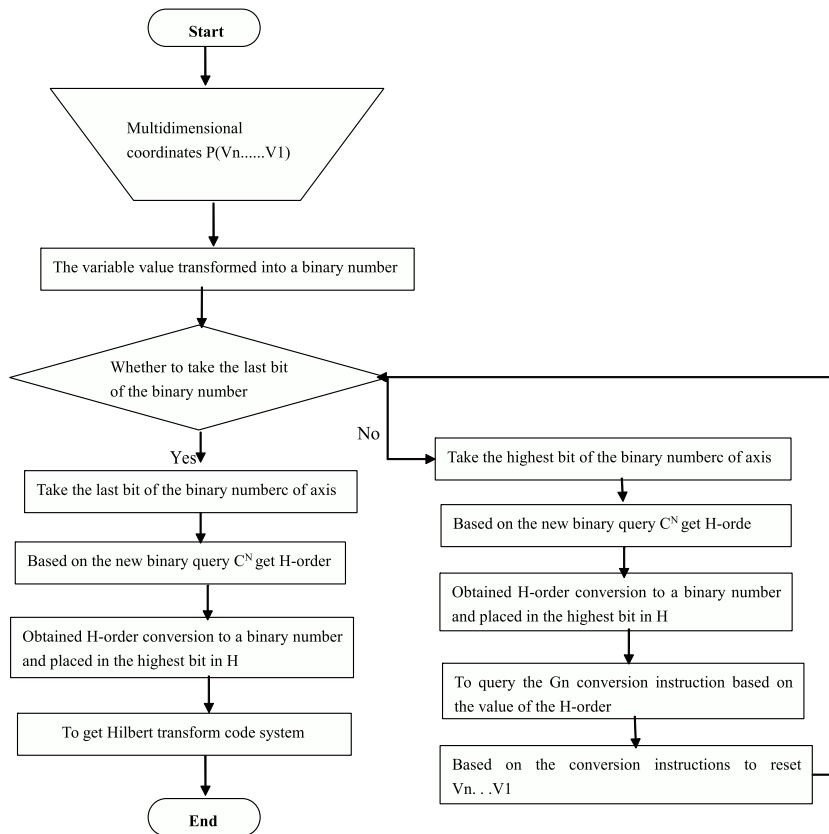 Start
Multidimensional
coordinates P(Vn......V1)
The variable value transformed into a binary number
Whether to take the last bit
of the binary number
No
Yes
Take the last bit of the binary numberc of axis
Based on the new binary query Cᴺ get H-order
Obtained H-order conversion to a binary number
and placed in the highest bit in H
To get Hilbert transform code system
End
Take the highest bit of the binary numberc of axis
Based on the new binary query Cᴺ get H-orde
Obtained H-order conversion to a binary number
and placed in the highest bit in H
To query the Gn conversion instruction based on
the value of the H-order
Based on the conversion instructions to reset
Vn. . .V1